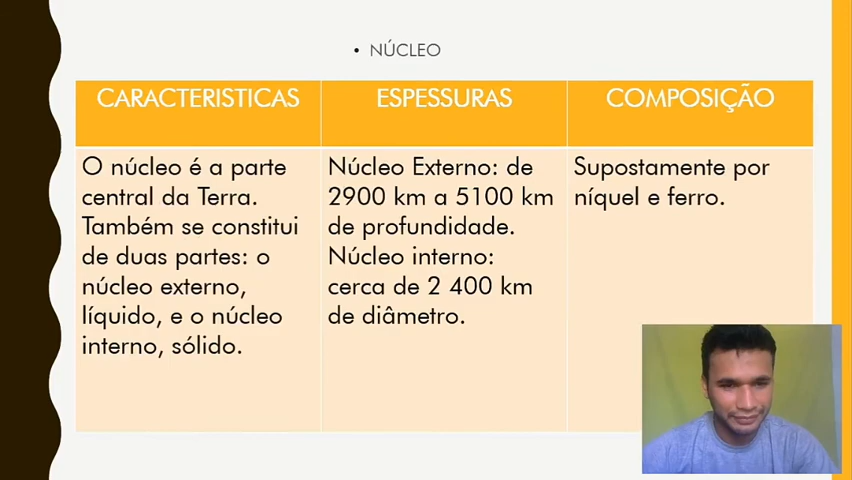 • NÚCLEO
CARACTERISTICAS
ESPESSURAS
COMPOSIÇÃO
O núcleo é a parte
central da Terra.
Também se constitui
de duas partes: o
núcleo externo,
líquido, e o núcleo
interno, sólido.
Núcleo Externo: de
2900 km a 5100 km
de profundidade.
Núcleo interno:
cerca de 2 400 km
de diâmetro.
Supostamente por
níquel e ferro.